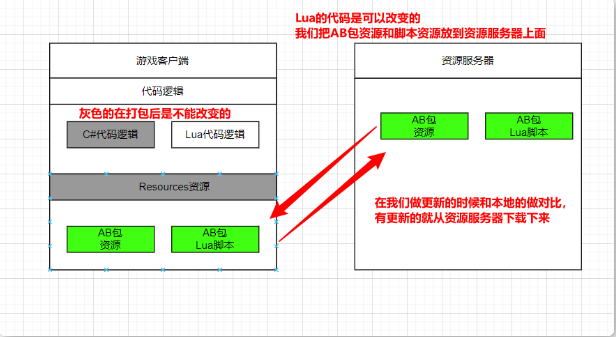 Lua的代码是可以改变的
我们把AB包资源和脚本资源放到资源服务器上面
游戏客户端
代码逻辑
灰色的在打包后是不能改变的
C#代码逻辑
Lua代码逻辑
Resources资源
AB包
资源
AB包
Lua脚本
资源服务器
AB包
资源
AB包
Lua脚本
在我们做更新的时候和本地的做对比，
有更新的就从资源服务器下载下来